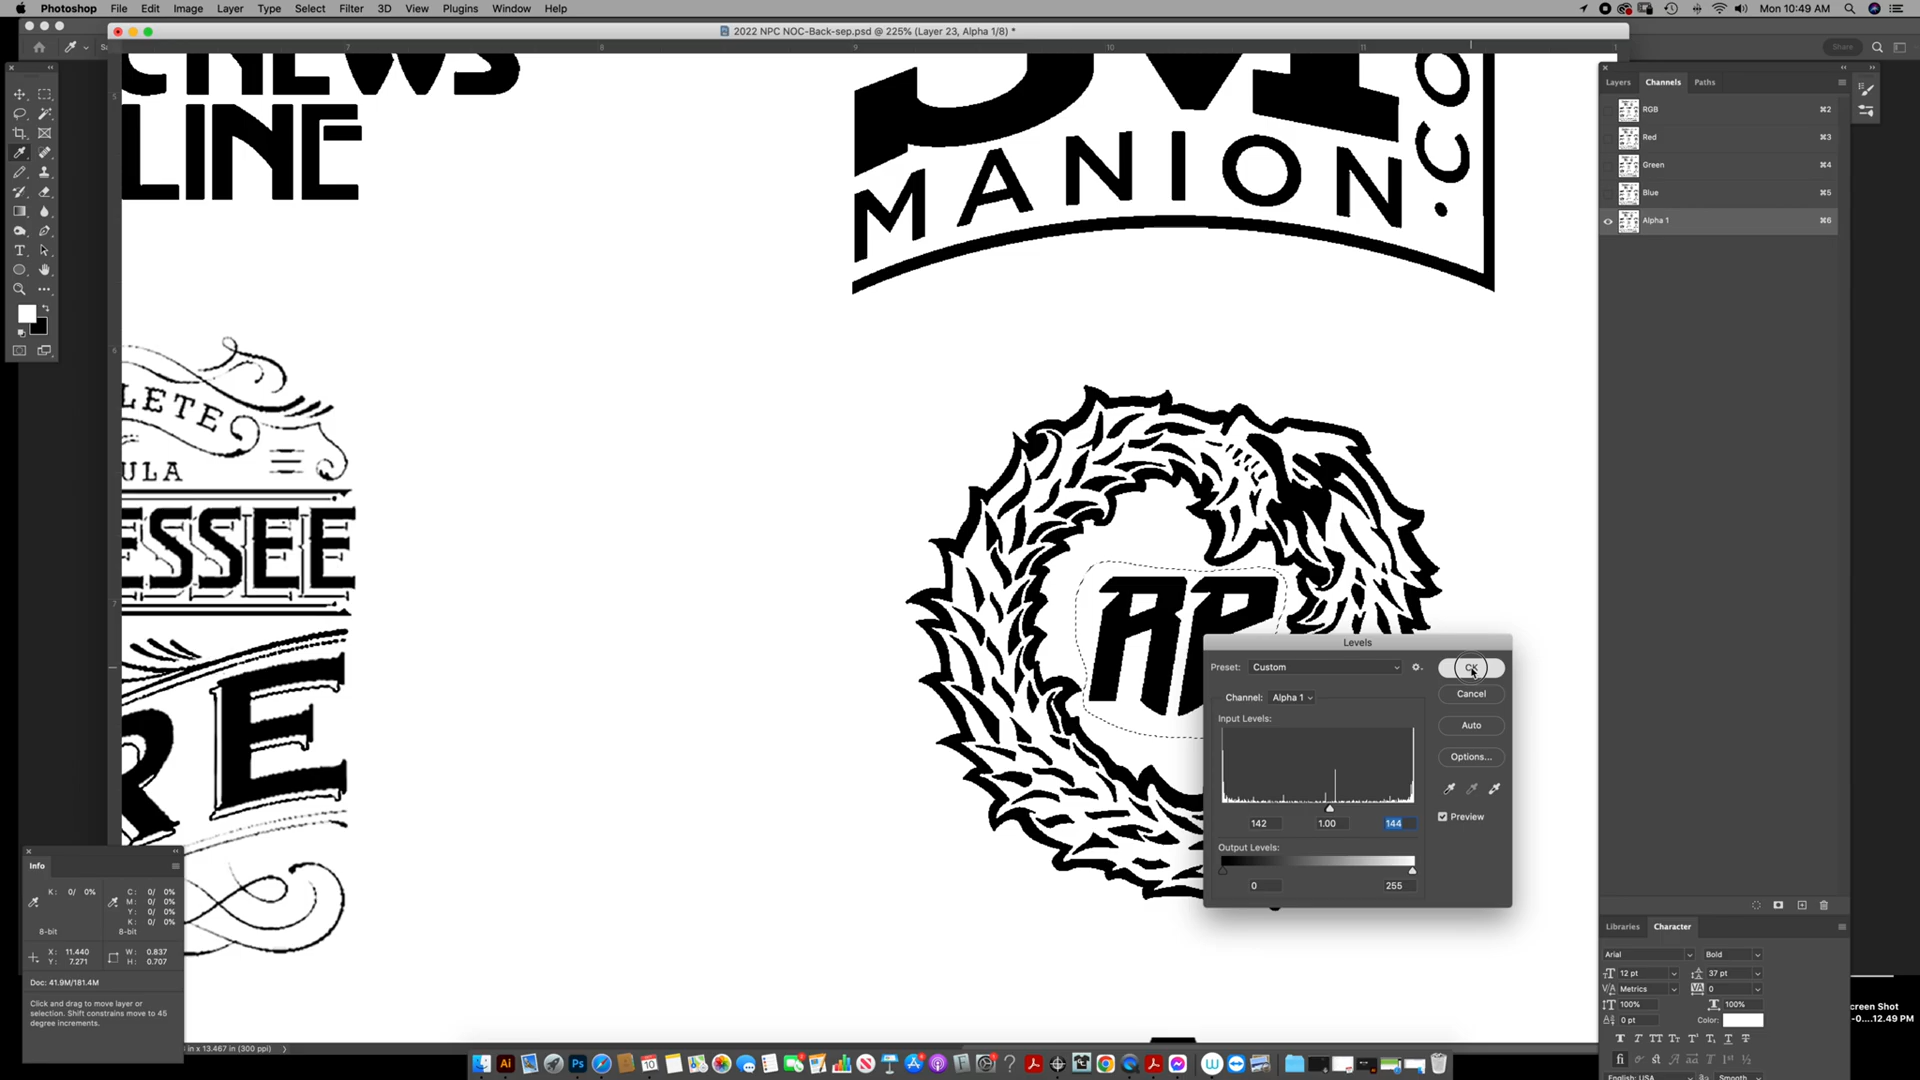 Photoshop File Edit Image Layer Type Select Filter 3D View Plugins Window Help
Mon 10:49 AM
2022 NPC NOC-Back-sep.psd @ 225% (Layer 23, Alpha 1/8) *
Share
7 8 9 10 11
CNEWS
LINE
MANION
.CO
LETE
ULA
ESSEE
RE
RP
Layers Channels Paths
RGB ⌘2
Red ⌘3
Green ⌘4
Blue ⌘5
Alpha 1 ⌘6
Levels
Preset: Custom
OK
Cancel
Channel: Alpha 1
Input Levels:
Auto
Options...
142 1.00 144
Preview
Output Levels:
0 255
Info
K: 0/ 0% C: 0/ 0%
M: 0/ 0%
Y: 0/ 0%
K: 0/ 0%
8-bit 8-bit
X: 11.440 W: 0.837
Y: 7.271 H: 0.707
Doc: 41.9M/181.4M
Click and drag to move layer or
selection. Shift constrains move to 45
degree increments.
in x 13.467 in (300 ppi)
Libraries Character
Arial Bold
12 pt 37 pt
Metrics 0
100% 100%
0 pt Color:
English: USA Smooth
creen Shot
-0....12.49 PM